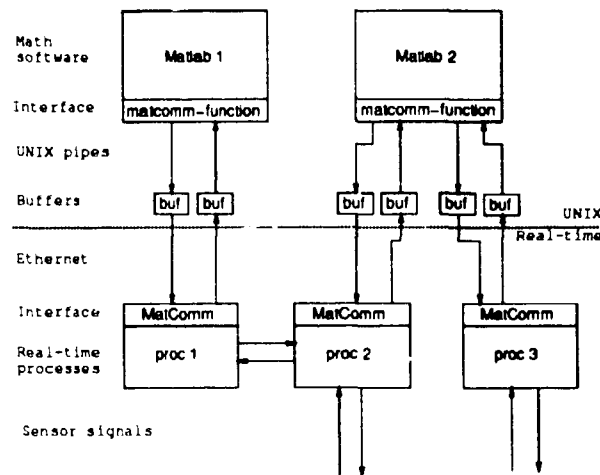 Math
software
Matlab 1
Matlab 2
Interface
matcomm-function
matcomm-function
UNIX pipes
Buffers
buf
buf
buf
buf
buf
buf
UNIX
Real-time
Ethernet
Interface
MatComm
MatComm
MatComm
Real-time
processes
proc 1
proc 2
proc 3
Sensor signals